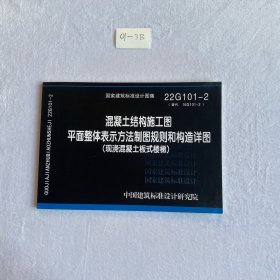 01-3B
国家建筑标准设计图集 22G101-2
(替代 16G101-2)
混凝土结构施工图
平面整体表示方法制图规则和构造详图
(现浇混凝土板式楼梯)
中国建筑标准设计研究院
GUOJIAJIANZHUBIAOZHUNSHEJI 22G101-2